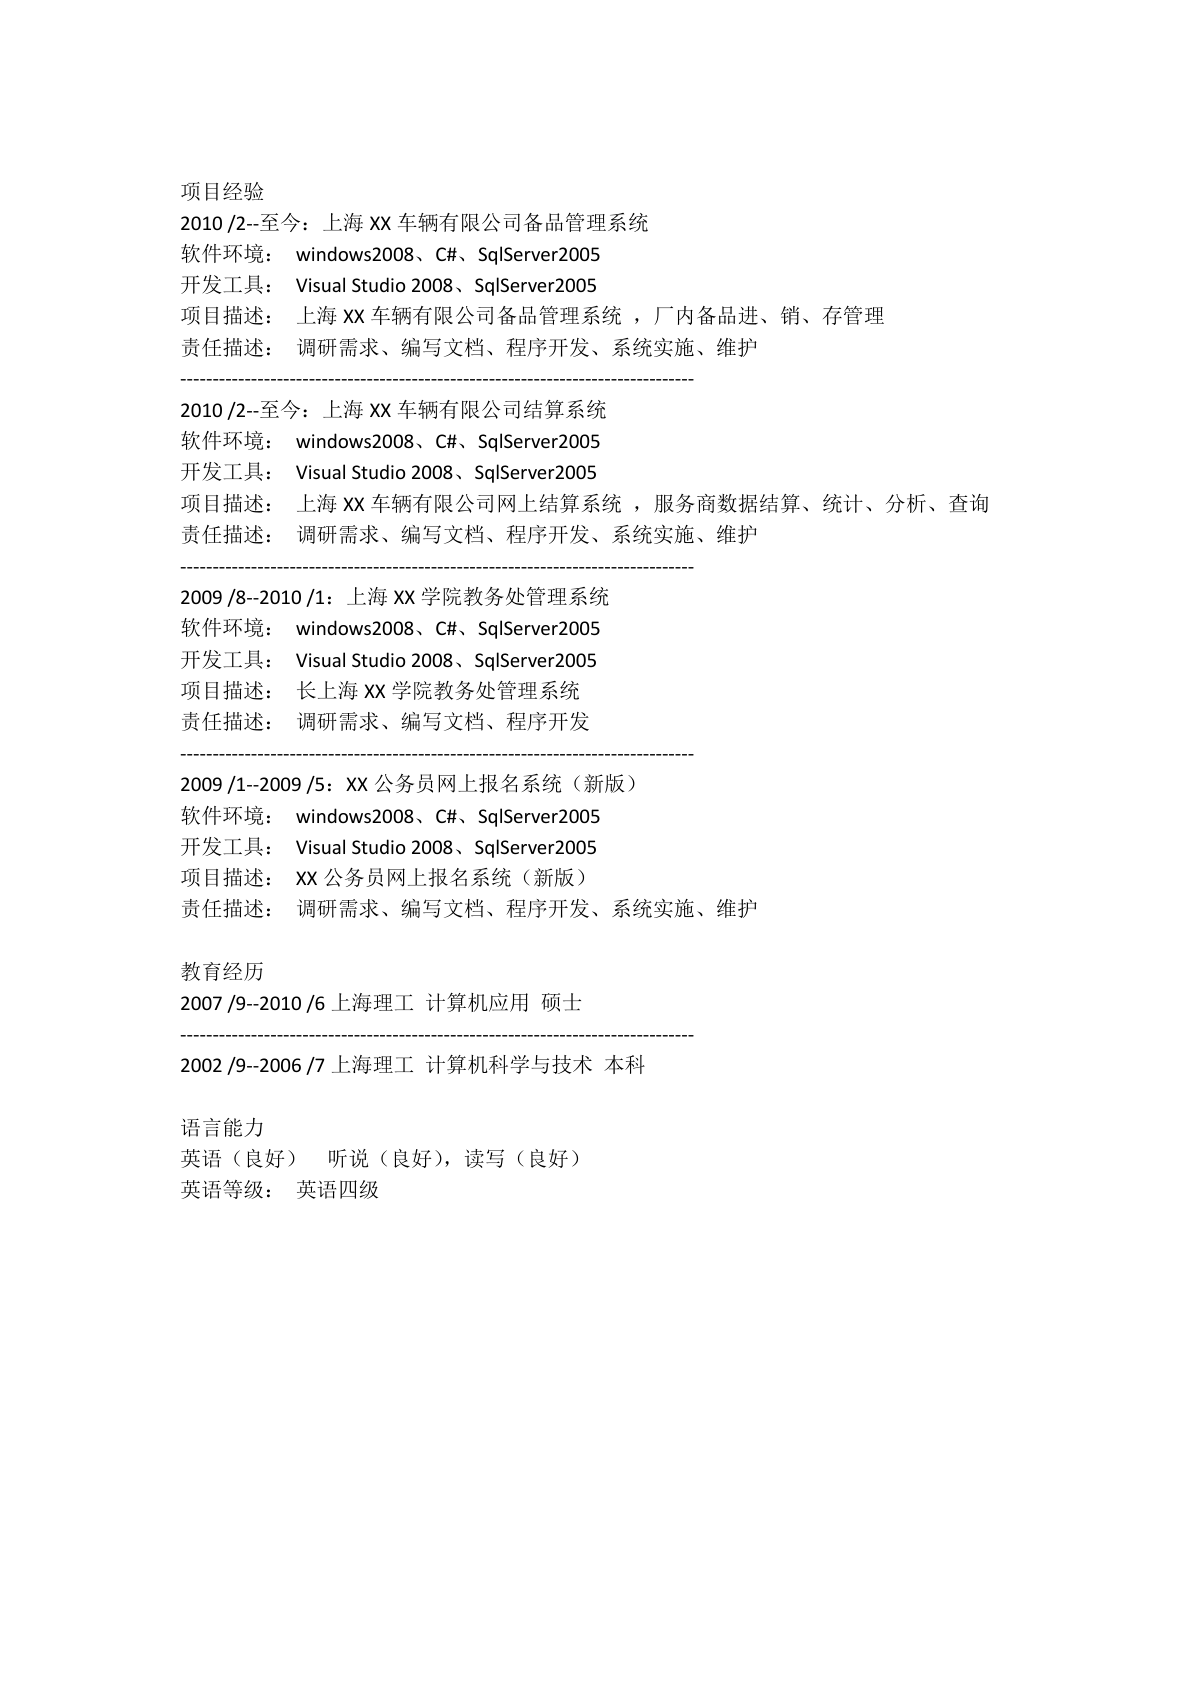 项目经验
2010 /2--至今：上海 XX 车辆有限公司备品管理系统
软件环境： windows2008、C#、SqlServer2005
开发工具： Visual Studio 2008、SqlServer2005
项目描述： 上海 XX 车辆有限公司备品管理系统 ，厂内备品进、销、存管理
责任描述： 调研需求、编写文档、程序开发、系统实施、维护
-------------------------------------------------------------------------------
2010 /2--至今：上海 XX 车辆有限公司结算系统
软件环境： windows2008、C#、SqlServer2005
开发工具： Visual Studio 2008、SqlServer2005
项目描述： 上海 XX 车辆有限公司网上结算系统 ，服务商数据结算、统计、分析、查询
责任描述： 调研需求、编写文档、程序开发、系统实施、维护
-------------------------------------------------------------------------------
2009 /8--2010 /1：上海 XX 学院教务处管理系统
软件环境： windows2008、C#、SqlServer2005
开发工具： Visual Studio 2008、SqlServer2005
项目描述： 长上海 XX 学院教务处管理系统
责任描述： 调研需求、编写文档、程序开发
-------------------------------------------------------------------------------
2009 /1--2009 /5：XX 公务员网上报名系统（新版）
软件环境： windows2008、C#、SqlServer2005
开发工具： Visual Studio 2008、SqlServer2005
项目描述： XX 公务员网上报名系统（新版）
责任描述： 调研需求、编写文档、程序开发、系统实施、维护
教育经历
2007 /9--2010 /6 上海理工 计算机应用 硕士
-------------------------------------------------------------------------------
2002 /9--2006 /7 上海理工 计算机科学与技术 本科
语言能力
英语（良好） 听说（良好），读写（良好）
英语等级： 英语四级